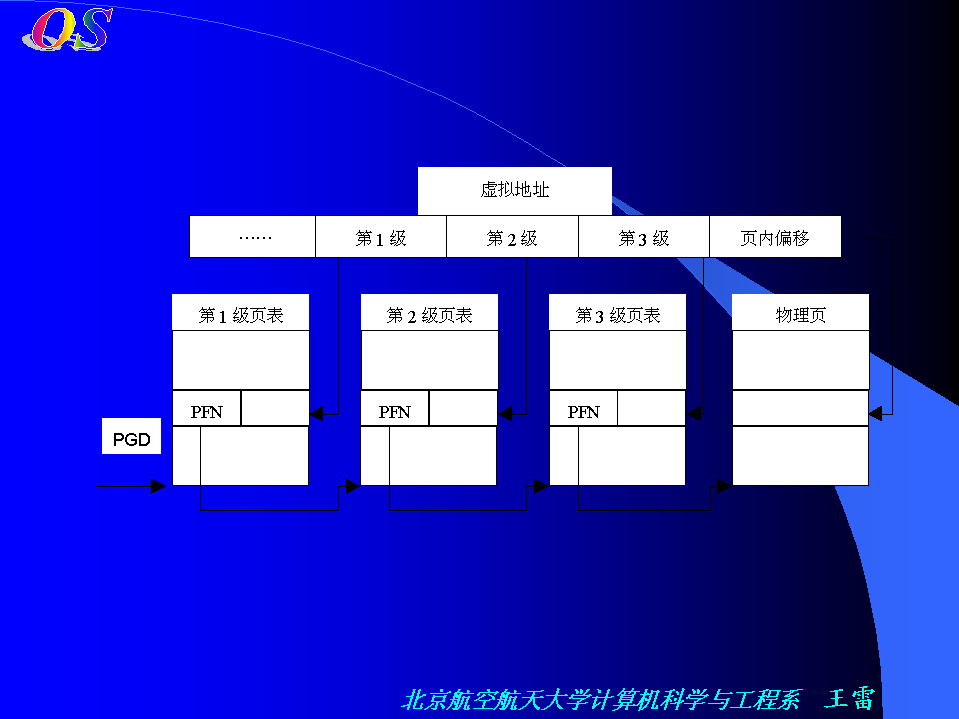 OS
虚拟地址
…… 第1级 第2级 第3级 页内偏移
第1级页表 第2级页表 第3级页表 物理页
PFN PFN PFN
PGD
北京航空航天大学计算机科学与工程系 王雷